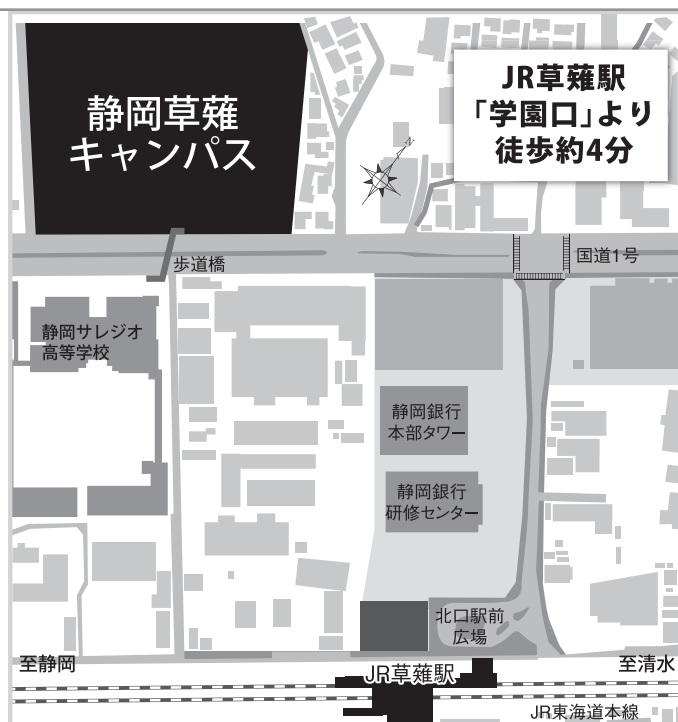 静岡草薙
キャンパス
JR草薙駅
「学園口」より
徒歩約4分
N
歩道橋
国道1号
静岡サレジオ
高等学校
静岡銀行
本部タワー
静岡銀行
研修センター
北口駅前
広場
至静岡
JR草薙駅
至清水
JR東海道本線